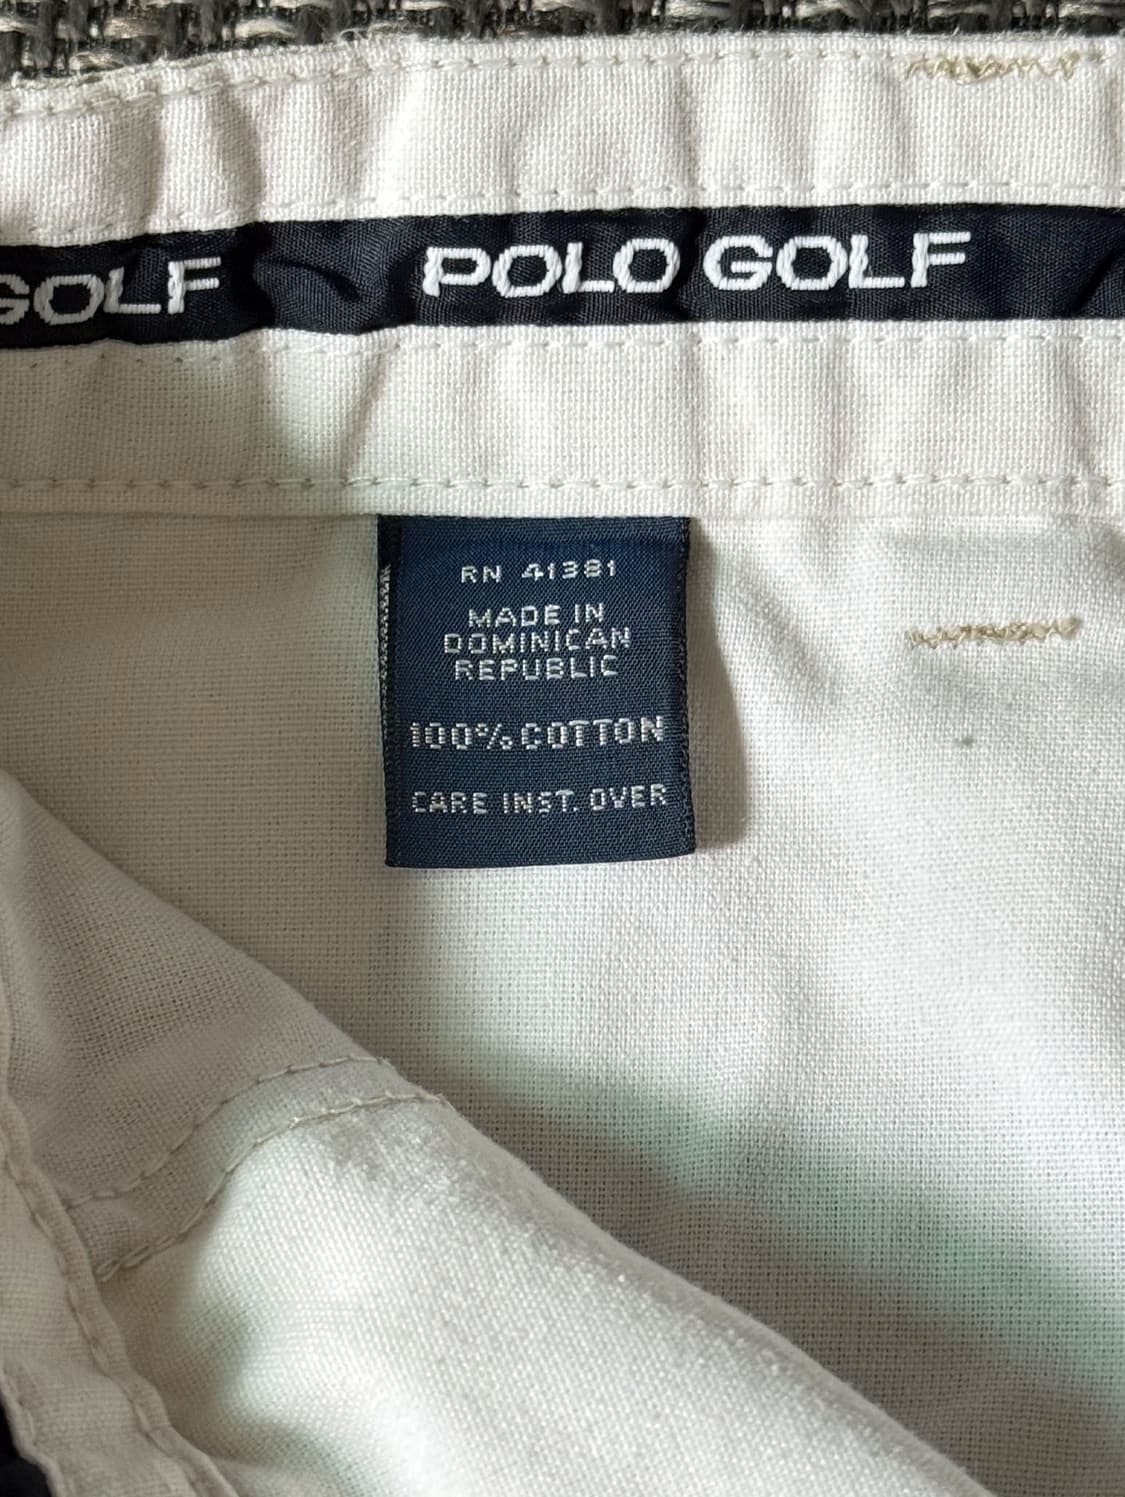 GOLF POLO GOLF
RN 41381
MADE IN
DOMINICAN
REPUBLIC
100% COTTON
CARE INST. OVER